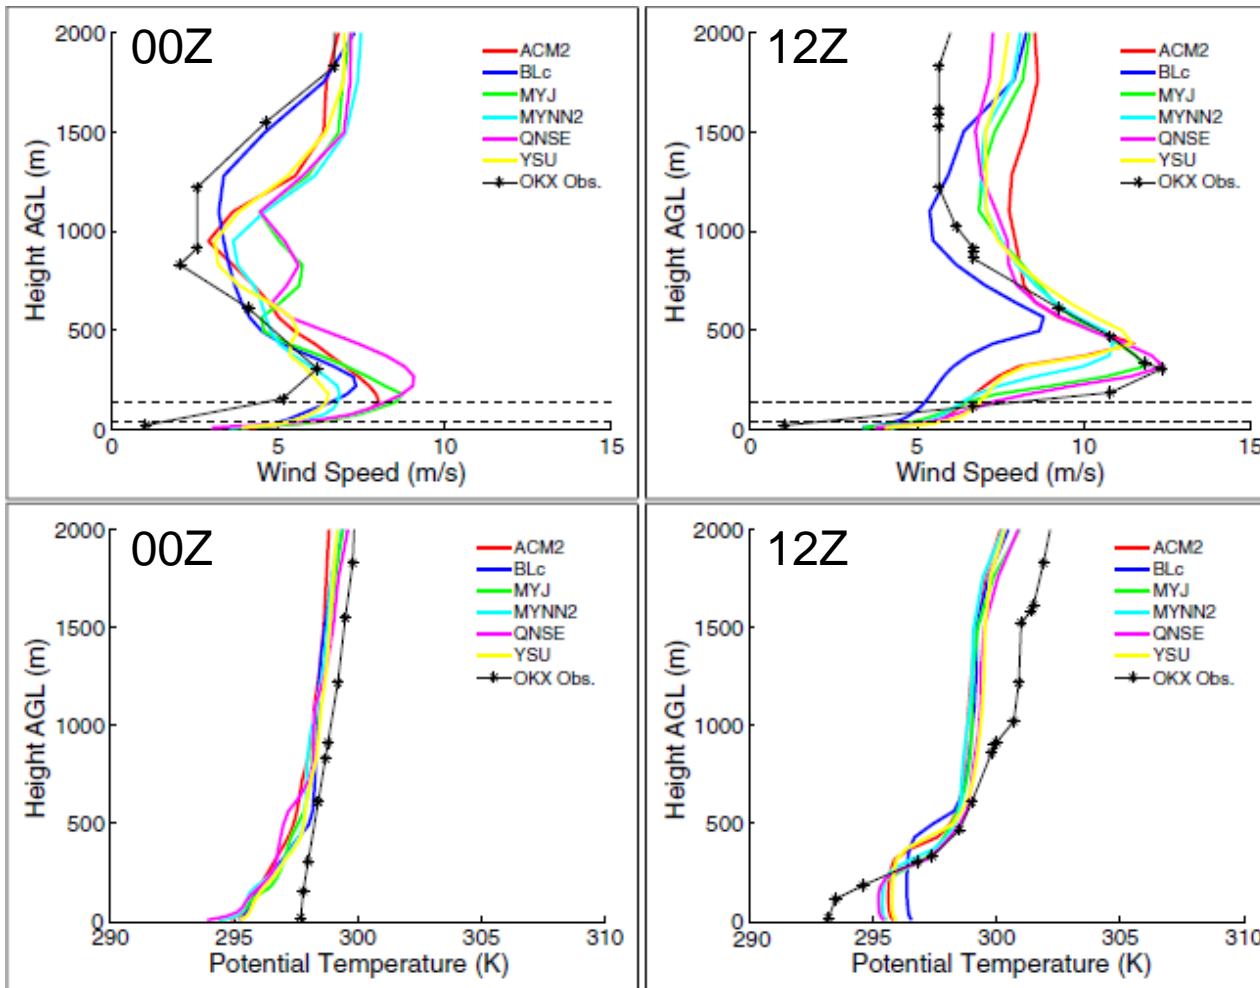 00Z
2000
1500
1000
500
0
Height AGL (m)
ACM2
BLc
MYJ
MYNN2
QNSE
YSU
OKX Obs.
0 5 10 15
Wind Speed (m/s)
12Z
2000
1500
1000
500
0
Height AGL (m)
ACM2
BLc
MYJ
MYNN2
QNSE
YSU
OKX Obs.
0 5 10 15
Wind Speed (m/s)
00Z
2000
1500
1000
500
0
Height AGL (m)
ACM2
BLc
MYJ
MYNN2
QNSE
YSU
OKX Obs.
290 295 300 305 310
Potential Temperature (K)
12Z
2000
1500
1000
500
0
Height AGL (m)
ACM2
BLc
MYJ
MYNN2
QNSE
YSU
OKX Obs.
290 295 300 305 310
Potential Temperature (K)